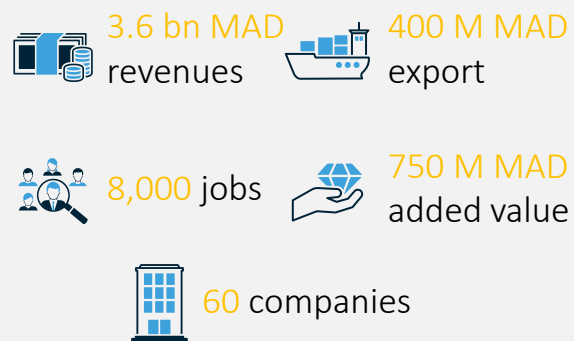 3.6 bn MAD
revenues
400 M MAD
export
8,000 jobs
750 M MAD
added value
60 companies